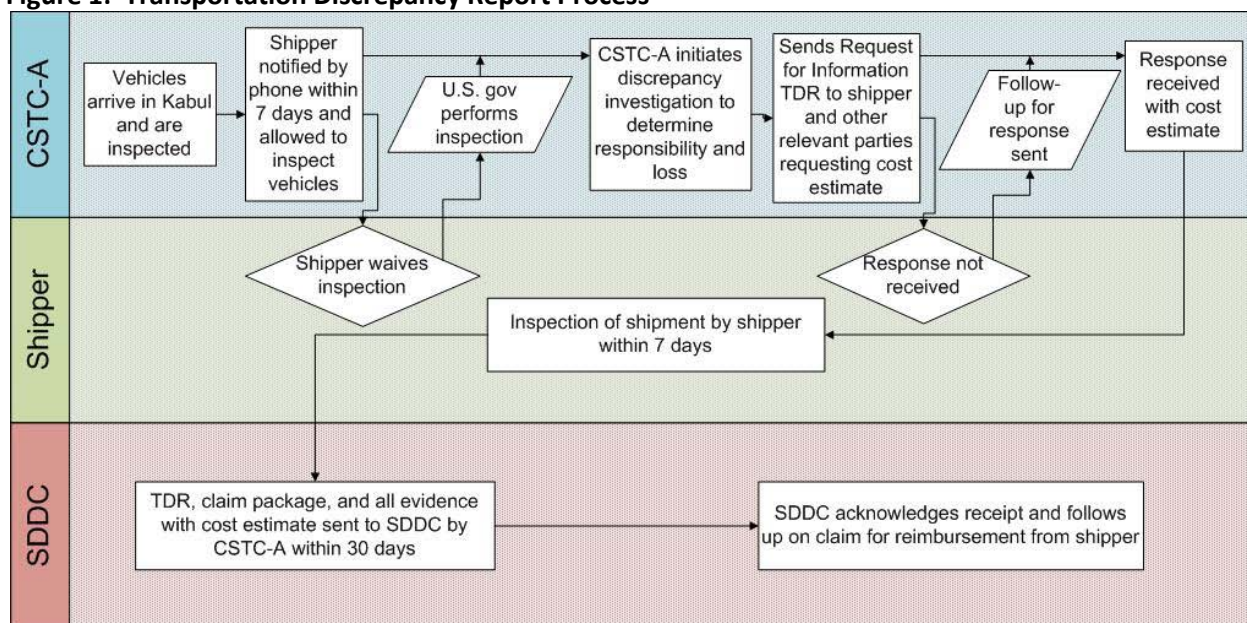 Figure 1: Transportation Discrepancy Report Process
CSTC-A
Vehicles
arrive in Kabul
and are
inspected
Shipper
notified by
phone within
7 days and
allowed to
inspect
vehicles
U.S. gov
performs
inspection
CSTC-A initiates
discrepancy
investigation to
determine
responsibility and
loss
Sends Request
for Information
TDR to shipper
and other
relevant parties
requesting cost
estimate
Follow-
up for
response
sent
Response
received
with cost
estimate
Shipper
Shipper waives
inspection
Response not
received
Inspection of shipment by shipper
within 7 days
SDDC
TDR, claim package, and all evidence
with cost estimate sent to SDDC by
CSTC-A within 30 days
SDDC acknowledges receipt and follows
up on claim for reimbursement from shipper